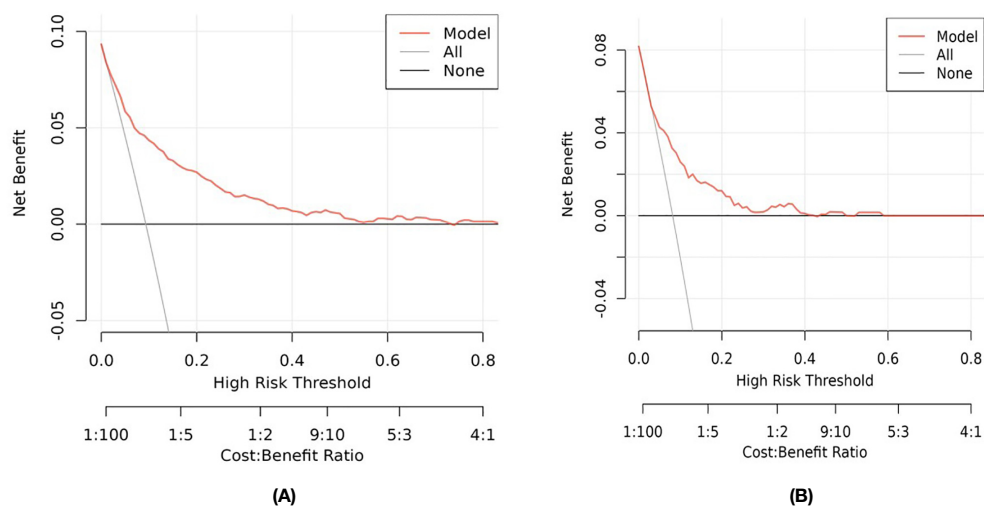 Model
All
None
Net Benefit
0.10
0.05
0.00
-0.05
0.0 0.2 0.4 0.6 0.8
High Risk Threshold
1:100 1:5 1:2 9:10 5:3 4:1
Cost:Benefit Ratio
(A)
Model
All
None
Net Benefit
0.08
0.04
0.00
-0.04
0.0 0.2 0.4 0.6 0.8
High Risk Threshold
1:100 1:5 1:2 9:10 5:3 4:1
Cost:Benefit Ratio
(B)